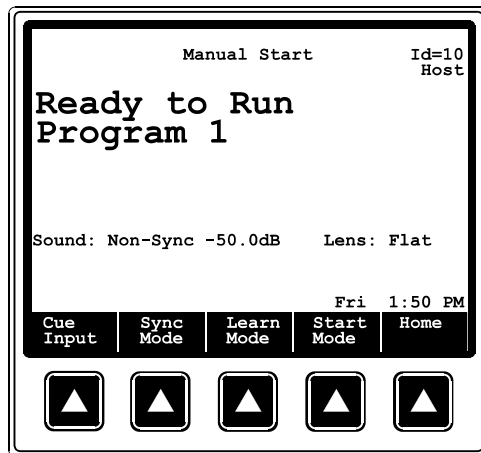 Manual Start Id=10
Host
Ready to Run
Program 1
Sound: Non-Sync -50.0dB Lens: Flat
Fri 1:50 PM
Cue Input
Sync Mode
Learn Mode
Start Mode
Home